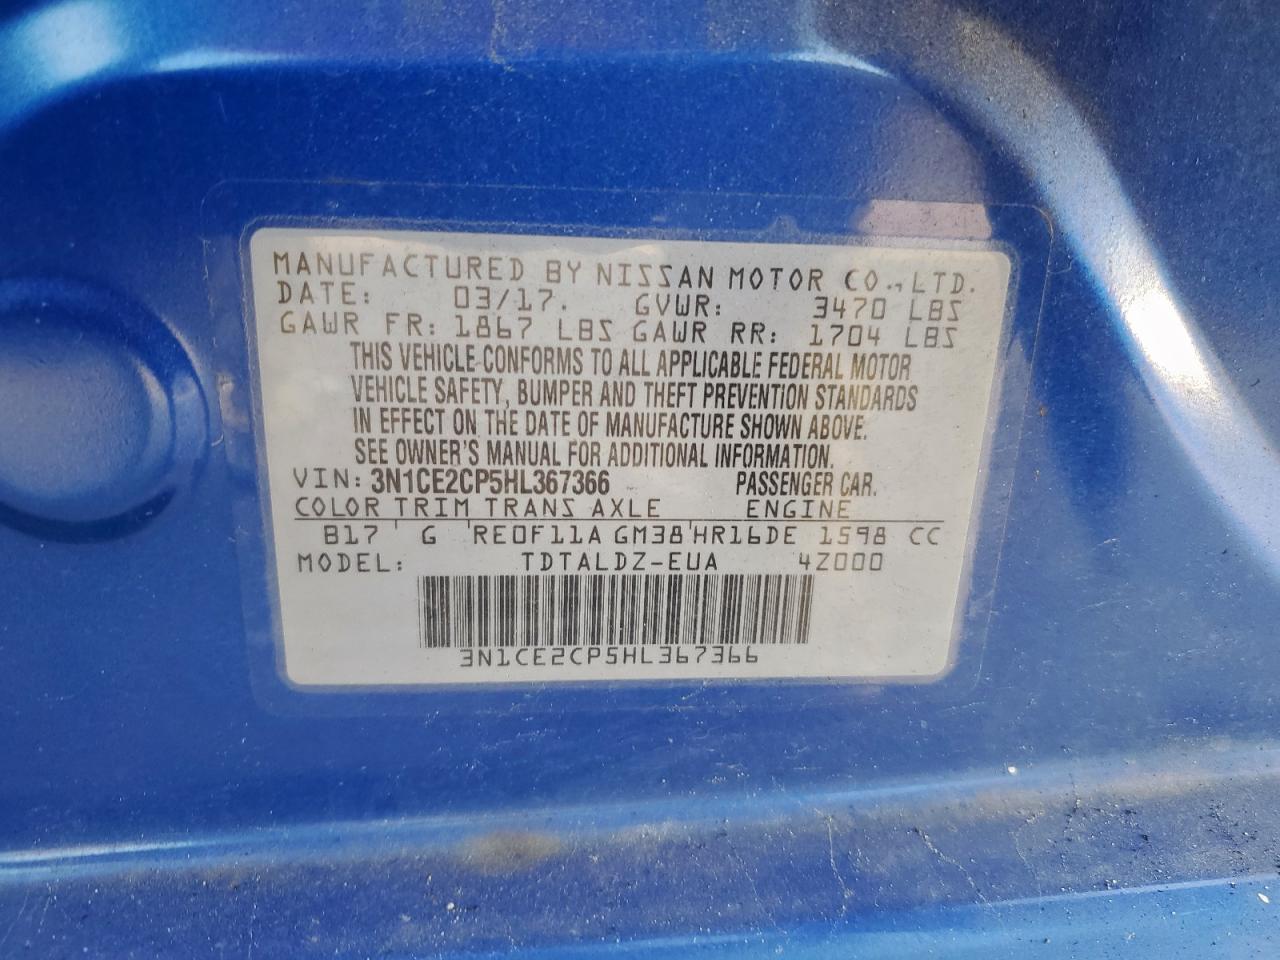 MANUFACTURED BY NISSAN MOTOR CO., LTD.
DATE: 03/17. GVWR: 3470 LBS
GAWR FR: 1867 LBS GAWR RR: 1704 LBS
THIS VEHICLE CONFORMS TO ALL APPLICABLE FEDERAL MOTOR
VEHICLE SAFETY, BUMPER AND THEFT PREVENTION STANDARDS
IN EFFECT ON THE DATE OF MANUFACTURE SHOWN ABOVE.
SEE OWNER'S MANUAL FOR ADDITIONAL INFORMATION.
VIN: 3N1CE2CP5HL367366 PASSENGER CAR.
COLOR TRIM TRANS AXLE ENGINE
B17 ' G ' RE0F11A GM38 ' HR16DE 1598 CC
MODEL: TDTALDZ-EUA 4Z000
3N1CE2CP5HL367366